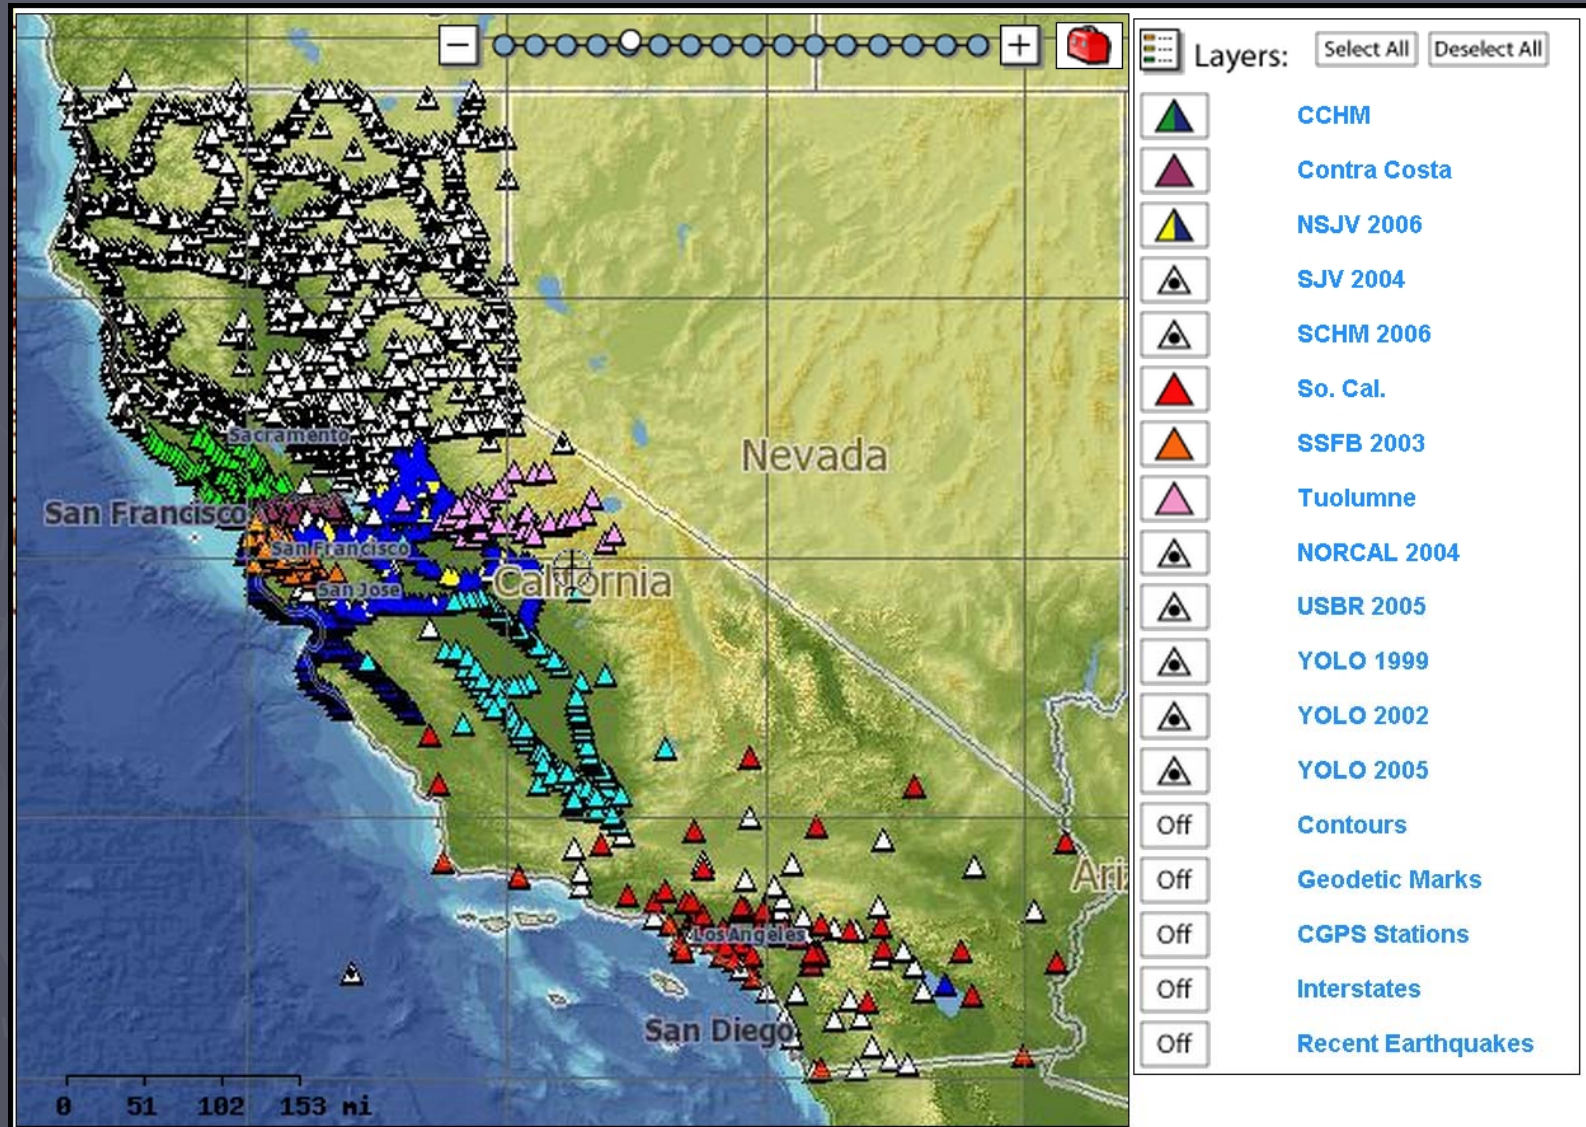 Layers: Select All Deselect All
CCHM
Contra Costa
NSJV 2006
SJV 2004
SCHM 2006
So. Cal.
SSFB 2003
Tuolumne
NORCAL 2004
USBR 2005
YOLO 1999
YOLO 2002
YOLO 2005
Off Contours
Off Geodetic Marks
Off CGPS Stations
Off Interstates
Off Recent Earthquakes
Sacramento
Nevada
San Francisco
San Francisco
California
San Jose
Ari
Los Angeles
San Diego
0 51 102 153 mi